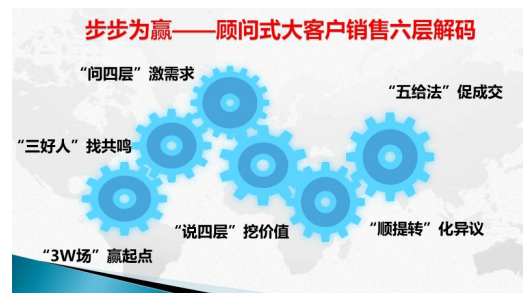 步步为赢——顾问式大客户销售六层解码
“问四层”激需求
“五给法”促成交
“三好人”找共鸣
“说四层”挖价值
“顺提转”化异议
“3W场”赢起点